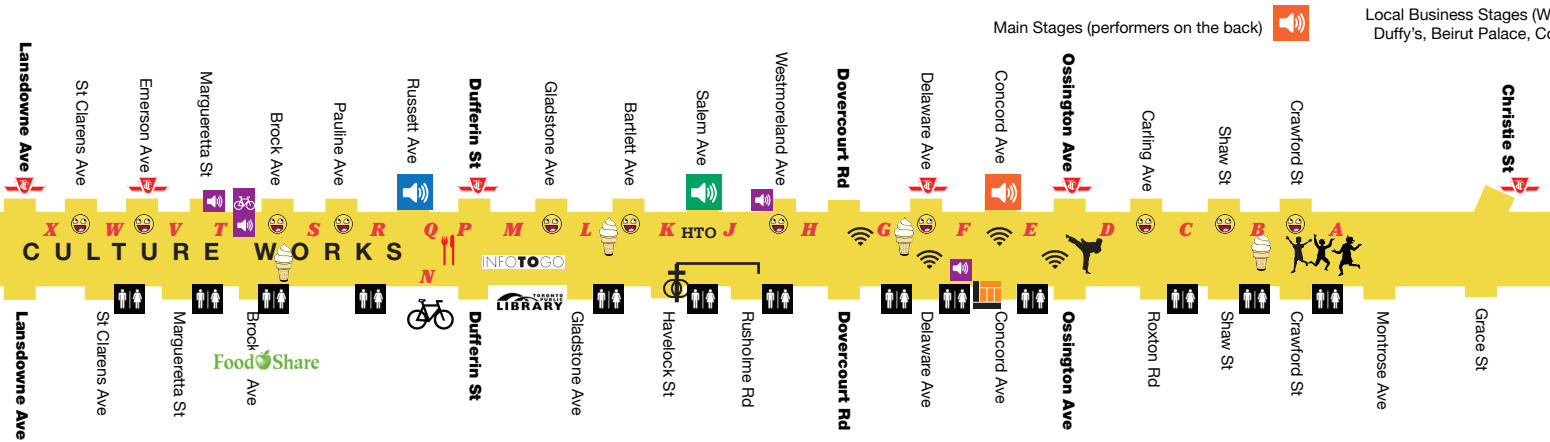 Main Stages (performers on the back)
Local Business Stages (W
Duffy's, Beirut Palace, Co
Lansdowne Ave
St Clarens Ave
Emerson Ave
Margueretta St
Brock Ave
Pauline Ave
Russett Ave
Dufferin St
Gladstone Ave
Bartlett Ave
Salem Ave
Westmoreland Ave
Dovercourt Rd
Delaware Ave
Concord Ave
Ossington Ave
Carling Ave
Shaw St
Crawford St
Christie St
X W V T S R Q P M L K HTO J H G F E D C B A
CULTURE WORKS
N
INFOTOGO
TORONTO
PUBLIC
LIBRARY
Lansdowne Ave
St Clarens Ave
Margueretta St
Brock Ave
FoodShare
Dufferin St
Gladstone Ave
Havelock St
Rusholme Rd
Dovercourt Rd
Delaware Ave
Concord Ave
Ossington Ave
Roxton Rd
Shaw St
Crawford St
Montrose Ave
Grace St